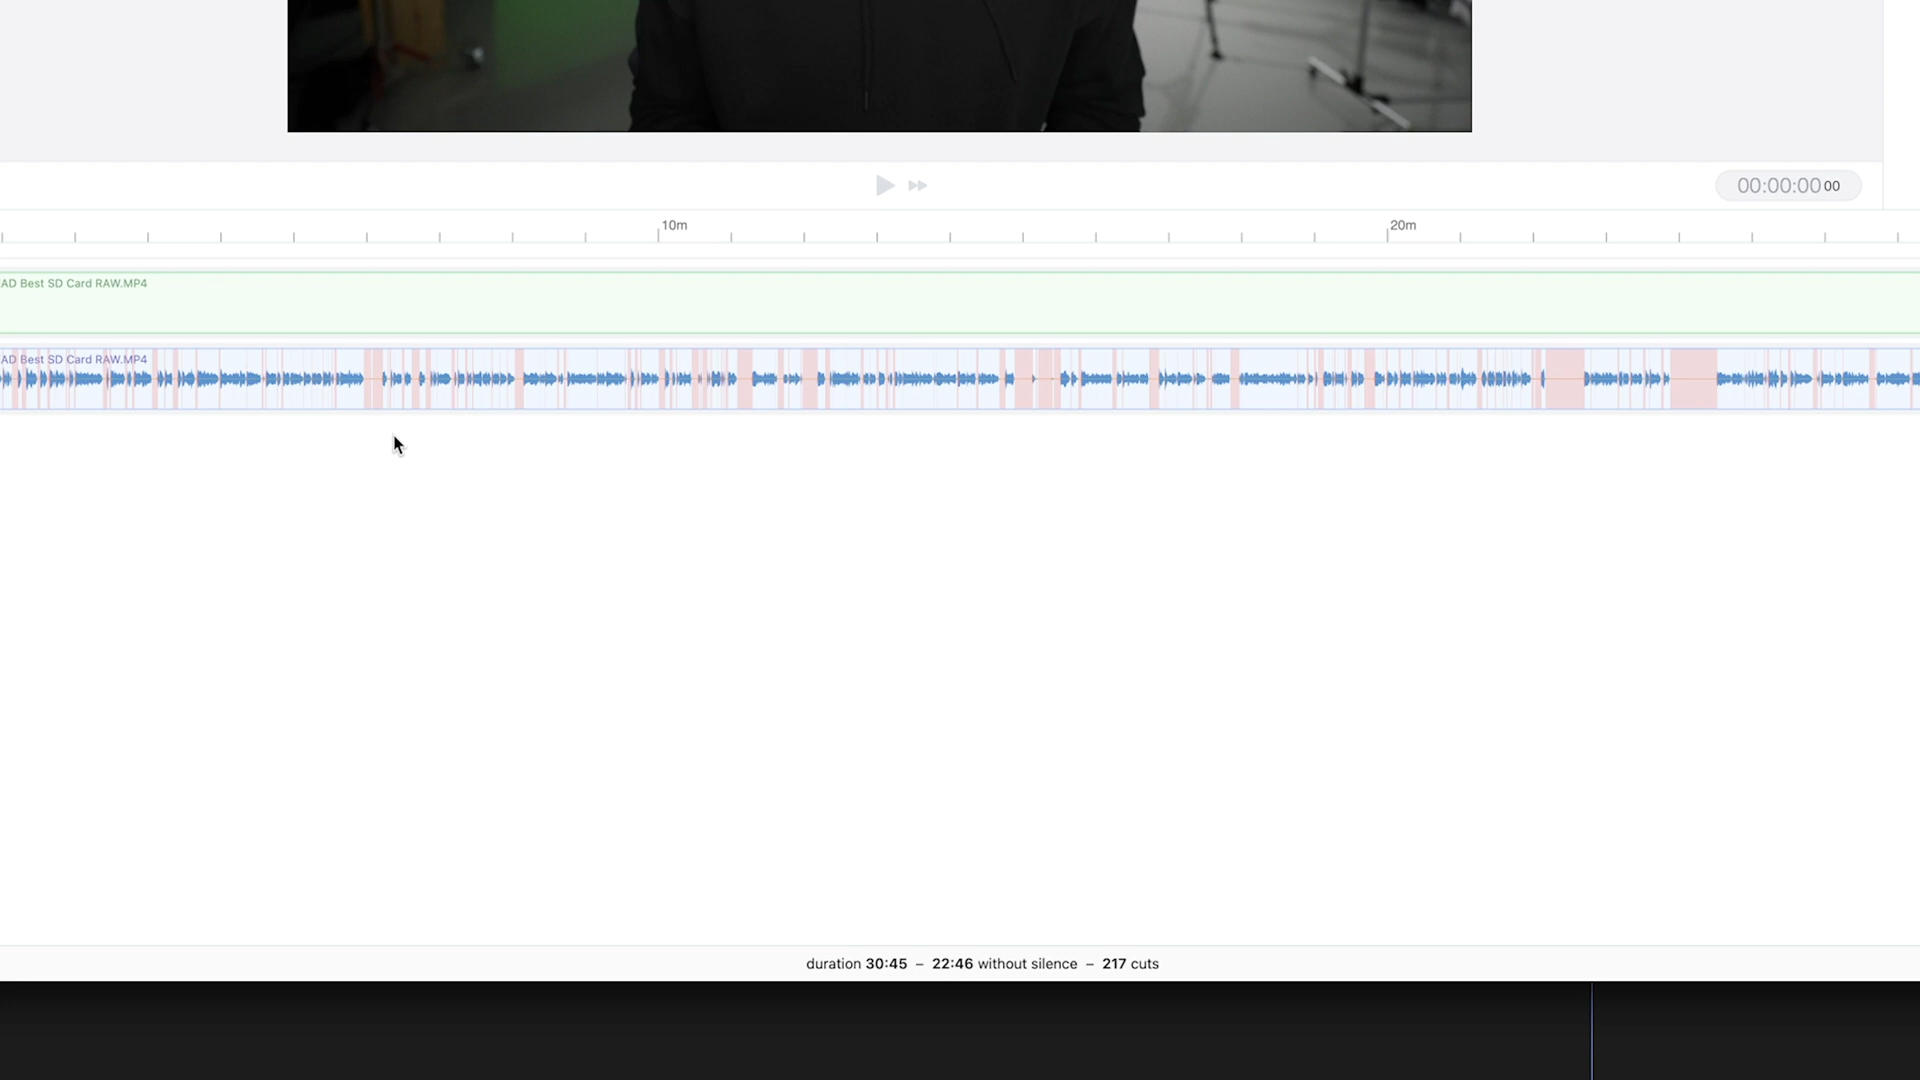 00:00:00 00
10m 20m
AD Best SD Card RAW.MP4
AD Best SD Card RAW.MP4
duration 30:45 – 22:46 without silence – 217 cuts